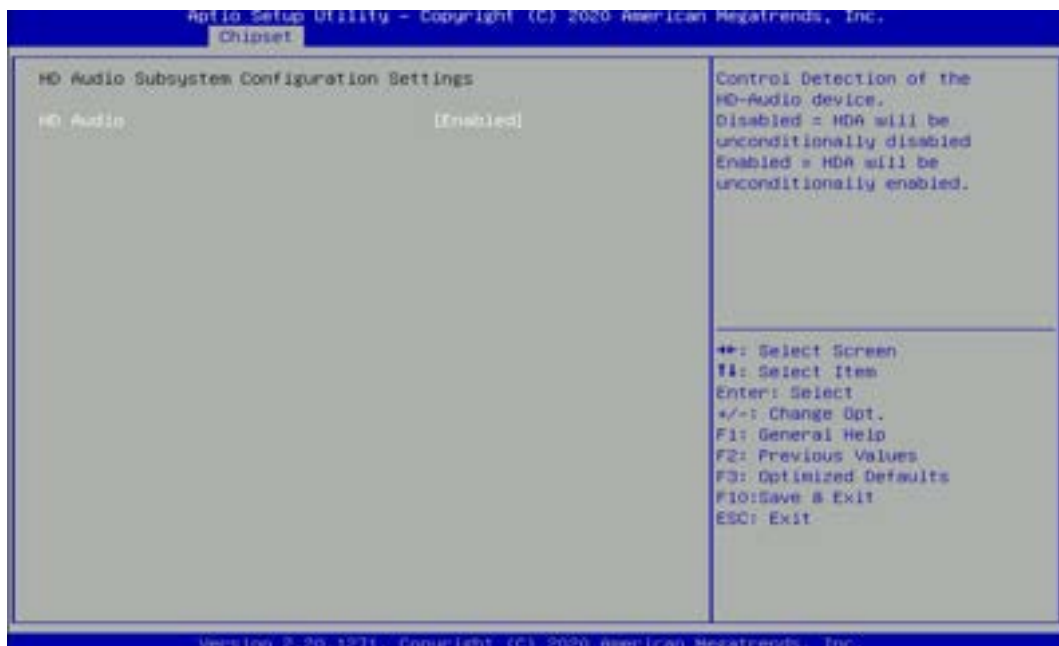 Aptio Setup Utility – Copyright (C) 2020 American Megatrends, Inc.
Chipset
HD Audio Subsystem Configuration Settings
HD Audio [Enabled]
Control Detection of the
HD-Audio device.
Disabled = HDA will be
unconditionally disabled
Enabled = HDA will be
unconditionally enabled.
→←: Select Screen
↑↓: Select Item
Enter: Select
+/-: Change Opt.
F1: General Help
F2: Previous Values
F3: Optimized Defaults
F10:Save & Exit
ESC: Exit
Version 2.20.1271. Copyright (C) 2020 American Megatrends, Inc.